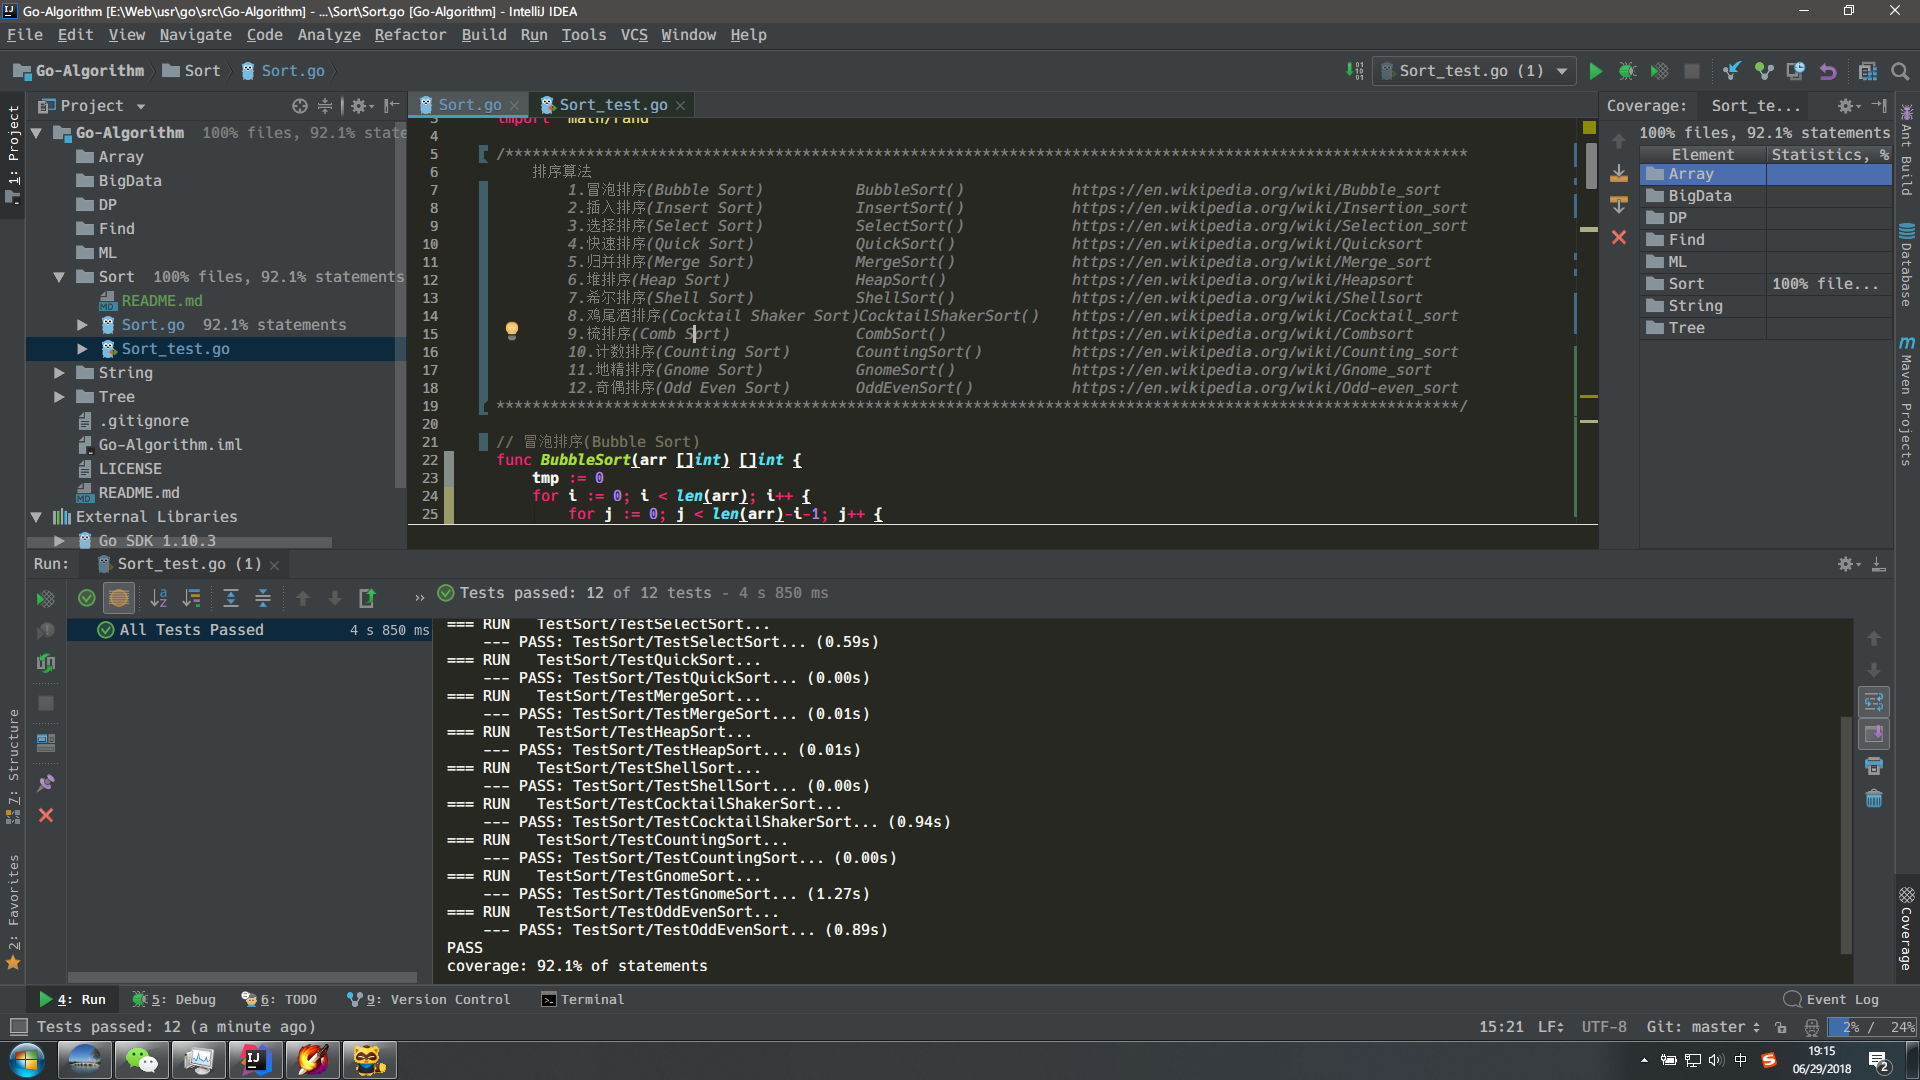 Go-Algorithm [E:\Web\usr\go\src\Go-Algorithm] - ...\Sort\Sort.go [Go-Algorithm] - IntelliJ IDEA
File Edit View Navigate Code Analyze Refactor Build Run Tools VCS Window Help
Go-Algorithm Sort Sort.go
Sort_test.go (1)
1: Project
7: Structure
2: Favorites
Project
Go-Algorithm 100% files, 92.1% state
Array
BigData
DP
Find
ML
Sort 100% files, 92.1% statements
README.md
Sort.go 92.1% statements
Sort_test.go
String
Tree
.gitignore
Go-Algorithm.iml
LICENSE
README.md
External Libraries
Go SDK 1.10.3
Sort.go Sort_test.go
3 import "math/rand"
4
5 /***********************************************************************************************************
6 排序算法
7 1.冒泡排序(Bubble Sort) BubbleSort() https://en.wikipedia.org/wiki/Bubble_sort
8 2.插入排序(Insert Sort) InsertSort() https://en.wikipedia.org/wiki/Insertion_sort
9 3.选择排序(Select Sort) SelectSort() https://en.wikipedia.org/wiki/Selection_sort
10 4.快速排序(Quick Sort) QuickSort() https://en.wikipedia.org/wiki/Quicksort
11 5.归并排序(Merge Sort) MergeSort() https://en.wikipedia.org/wiki/Merge_sort
12 6.堆排序(Heap Sort) HeapSort() https://en.wikipedia.org/wiki/Heapsort
13 7.希尔排序(Shell Sort) ShellSort() https://en.wikipedia.org/wiki/Shellsort
14 8.鸡尾酒排序(Cocktail Shaker Sort)CocktailShakerSort() https://en.wikipedia.org/wiki/Cocktail_sort
15 9.梳排序(Comb Sort) CombSort() https://en.wikipedia.org/wiki/Combsort
16 10.计数排序(Counting Sort) CountingSort() https://en.wikipedia.org/wiki/Counting_sort
17 11.地精排序(Gnome Sort) GnomeSort() https://en.wikipedia.org/wiki/Gnome_sort
18 12.奇偶排序(Odd Even Sort) OddEvenSort() https://en.wikipedia.org/wiki/Odd-even_sort
19 ***********************************************************************************************************/
20
21 // 冒泡排序(Bubble Sort)
22 func BubbleSort(arr []int) []int {
23 tmp := 0
24 for i := 0; i < len(arr); i++ {
25 for j := 0; j < len(arr)-i-1; j++ {
Coverage: Sort_te...
100% files, 92.1% statements
Element Statistics, %
Array
BigData
DP
Find
ML
Sort 100% file...
String
Tree
Ant Build
Database
Maven Projects
Coverage
Run: Sort_test.go (1)
» Tests passed: 12 of 12 tests - 4 s 850 ms
All Tests Passed 4 s 850 ms
=== RUN TestSort/TestSelectSort...
--- PASS: TestSort/TestSelectSort... (0.59s)
=== RUN TestSort/TestQuickSort...
--- PASS: TestSort/TestQuickSort... (0.00s)
=== RUN TestSort/TestMergeSort...
--- PASS: TestSort/TestMergeSort... (0.01s)
=== RUN TestSort/TestHeapSort...
--- PASS: TestSort/TestHeapSort... (0.01s)
=== RUN TestSort/TestShellSort...
--- PASS: TestSort/TestShellSort... (0.00s)
=== RUN TestSort/TestCocktailShakerSort...
--- PASS: TestSort/TestCocktailShakerSort... (0.94s)
=== RUN TestSort/TestCountingSort...
--- PASS: TestSort/TestCountingSort... (0.00s)
=== RUN TestSort/TestGnomeSort...
--- PASS: TestSort/TestGnomeSort... (1.27s)
=== RUN TestSort/TestOddEvenSort...
--- PASS: TestSort/TestOddEvenSort... (0.89s)
PASS
coverage: 92.1% of statements
4: Run 5: Debug 6: TODO 9: Version Control Terminal Event Log
Tests passed: 12 (a minute ago) 15:21 LF UTF-8 Git: master 2% / 24%
中 19:15
06/29/2018
2